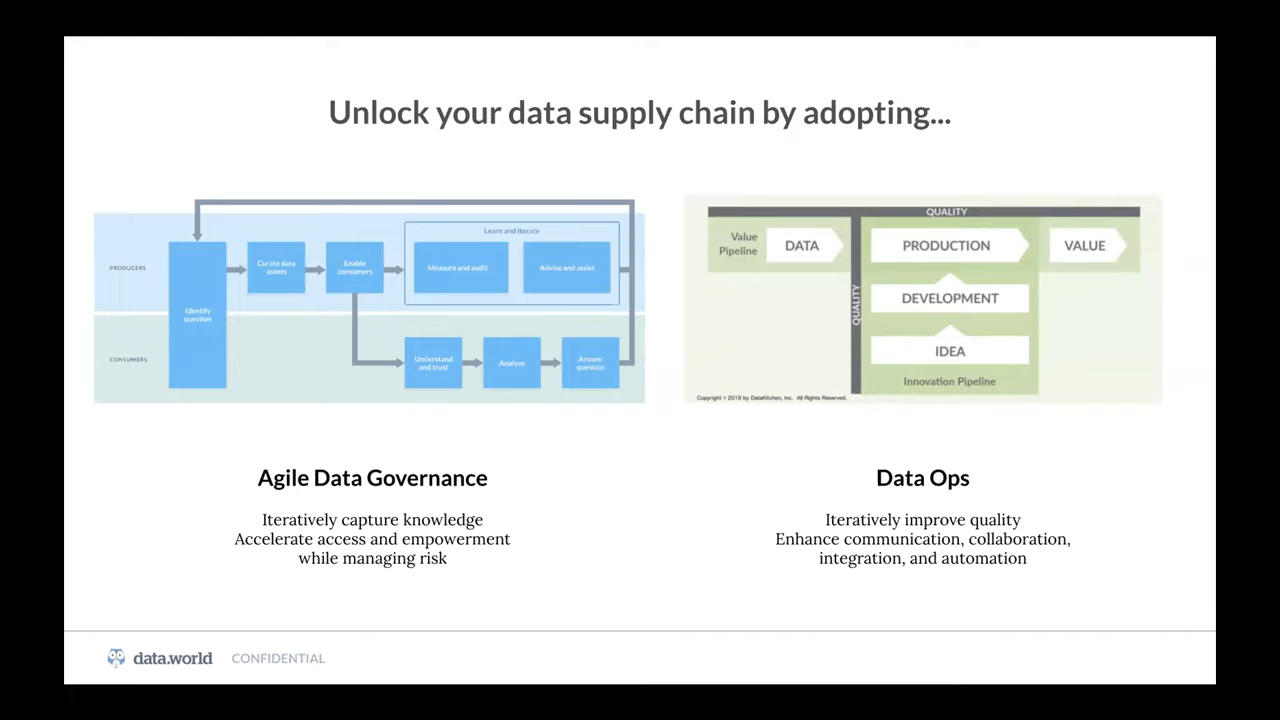 Unlock your data supply chain by adopting...
Learn and iterate
PRODUCERS
Identify
question
Curate data
assets
Enable
consumers
Measure and audit
Advise and assist
CONSUMERS
Understand
and trust
Analyze
Answer
question
QUALITY
Value
Pipeline
DATA
PRODUCTION
VALUE
QUALITY
DEVELOPMENT
IDEA
Innovation Pipeline
Copyright © 2019 by DataKitchen, Inc. All Rights Reserved.
Agile Data Governance
Iteratively capture knowledge
Accelerate access and empowerment
while managing risk
Data Ops
Iteratively improve quality
Enhance communication, collaboration,
integration, and automation
data.world CONFIDENTIAL